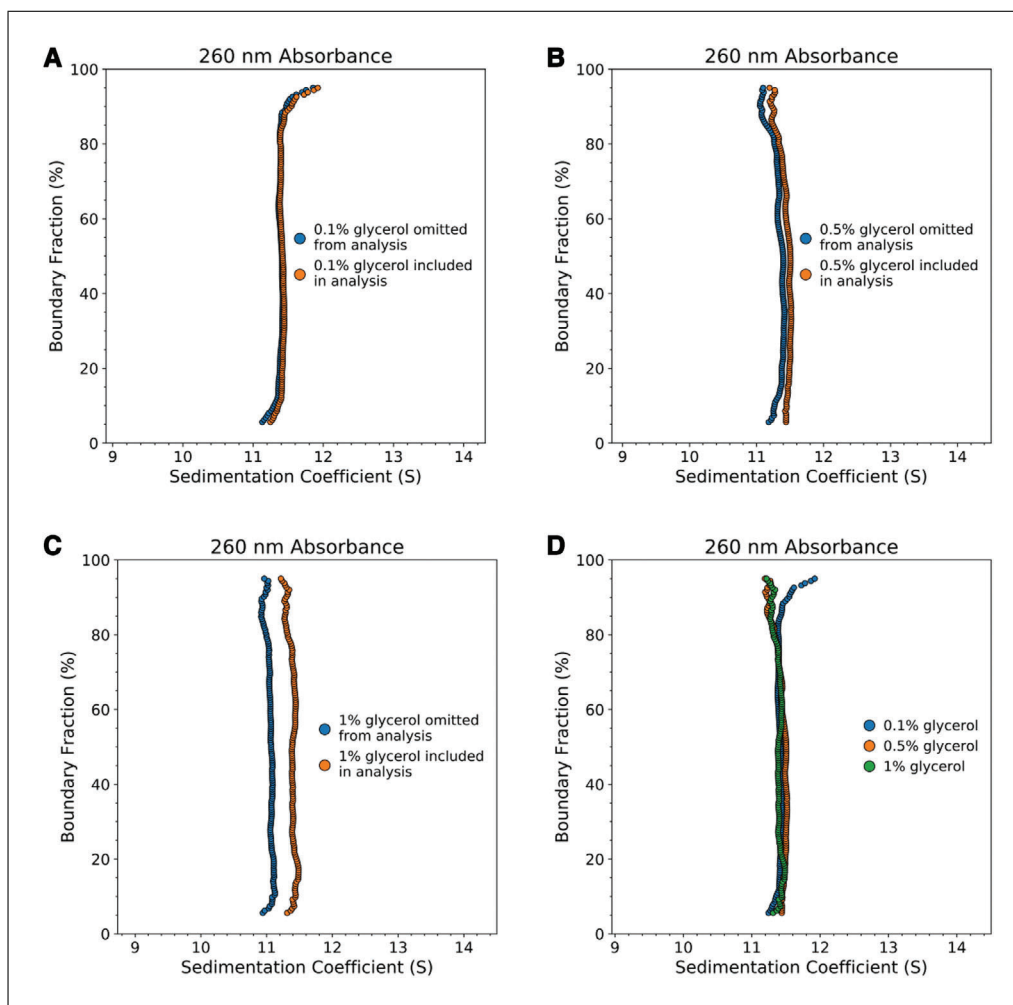 A
260 nm Absorbance
Boundary Fraction (%)
100
80
60
40
20
0
0.1% glycerol omitted
from analysis
0.1% glycerol included
in analysis
9 10 11 12 13 14
Sedimentation Coefficient (S)
B
260 nm Absorbance
Boundary Fraction (%)
100
80
60
40
20
0
0.5% glycerol omitted
from analysis
0.5% glycerol included
in analysis
9 10 11 12 13 14
Sedimentation Coefficient (S)
C
260 nm Absorbance
Boundary Fraction (%)
100
80
60
40
20
0
1% glycerol omitted
from analysis
1% glycerol included
in analysis
9 10 11 12 13 14
Sedimentation Coefficient (S)
D
260 nm Absorbance
Boundary Fraction (%)
100
80
60
40
20
0
0.1% glycerol
0.5% glycerol
1% glycerol
9 10 11 12 13 14
Sedimentation Coefficient (S)